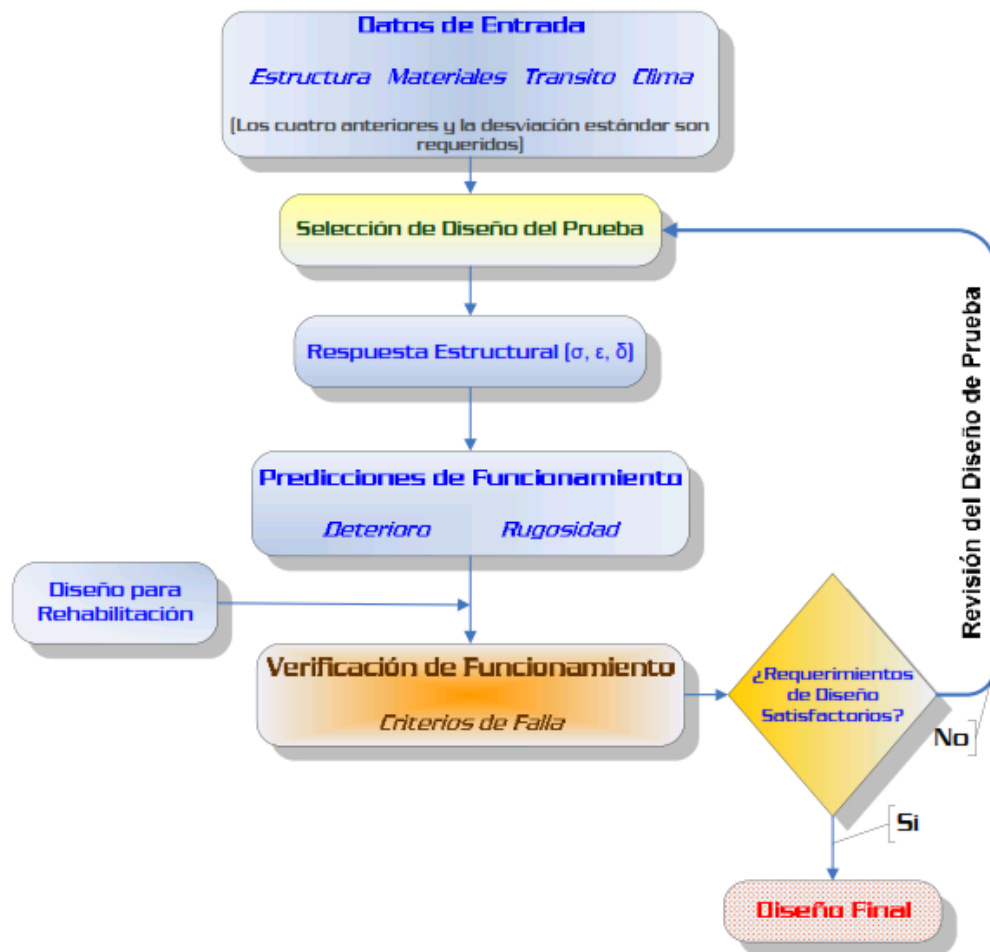 Datos de Entrada
Estructura Materiales Transito Clima
(Los cuatro anteriores y la desviación estándar son
requeridos)
Selección de Diseño del Prueba
Respuesta Estructural (σ, ε, δ)
Predicciones de Funcionamiento
Deterioro Rugosidad
Diseño para
Rehabilitación
Verificación de Funcionamiento
Criterios de Falla
¿Requerimientos
de Diseño
Satisfactorios?
No
Revisión del Diseño de Prueba
Si
Diseño Final